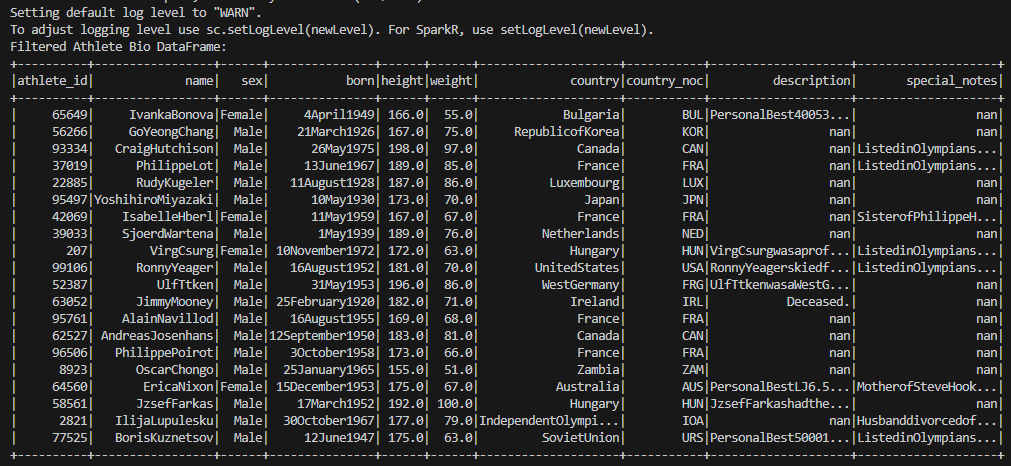 Setting default log level to "WARN".
To adjust logging level use sc.setLogLevel(newLevel). For SparkR, use setLogLevel(newLevel).
Filtered Athlete Bio DataFrame:
+----------+----------------+------+---------------+------+------+--------------------+-----------+--------------------+--------------------+
|athlete_id|            name|   sex|           born|height|weight|             country|country_noc|         description|       special_notes|
+----------+----------------+------+---------------+------+------+--------------------+-----------+--------------------+--------------------+
|     65649|    IvankaBonova|Female|     4April1949| 166.0|  55.0|            Bulgaria|        BUL|PersonalBest40053...|                 nan|
|     56266|    GoYeongChang|  Male|    21March1926| 167.0|  75.0|     RepublicofKorea|        KOR|                 nan|                 nan|
|     93334|  CraigHutchison|  Male|      26May1975| 198.0|  97.0|              Canada|        CAN|                 nan|ListedinOlympians...|
|     37019|     PhilippeLot|  Male|     13June1967| 189.0|  85.0|              France|        FRA|                 nan|ListedinOlympians...|
|     22885|     RudyKugeler|  Male|   11August1928| 187.0|  86.0|          Luxembourg|        LUX|                 nan|                 nan|
|     95497|YoshihiroMiyazaki|  Male|      10May1930| 173.0|  70.0|               Japan|        JPN|                 nan|                 nan|
|     42069|   IsabelleHberl|Female|      11May1959| 167.0|  67.0|              France|        FRA|                 nan|SisterofPhilippeH...|
|     39033|   SjoerdWartena|  Male|       1May1939| 189.0|  76.0|         Netherlands|        NED|                 nan|                 nan|
|       207|       VirgCsurg|Female| 10November1972| 172.0|  63.0|             Hungary|        HUN|VirgCsurgwasaprof...|ListedinOlympians...|
|     99106|     RonnyYeager|  Male|   16August1952| 181.0|  70.0|        UnitedStates|        USA|RonnyYeagerskiedf...|ListedinOlympians...|
|     52387|        UlfTtken|  Male|      31May1953| 196.0|  86.0|         WestGermany|        FRG|UlfTtkenwasaWestG...|                 nan|
|     63052|     JimmyMooney|  Male| 25February1920| 182.0|  71.0|             Ireland|        IRL|           Deceased.|                 nan|
|     95761|   AlainNavillod|  Male|   16August1955| 169.0|  68.0|              France|        FRA|                 nan|                 nan|
|     62527| AndreasJosenhans|  Male|12September1950| 183.0|  81.0|              Canada|        CAN|                 nan|                 nan|
|     96506|  PhilippePoirot|  Male|   3October1958| 173.0|  66.0|              France|        FRA|                 nan|                 nan|
|      8923|     OscarChongo|  Male|  25January1965| 155.0|  51.0|              Zambia|        ZAM|                 nan|                 nan|
|     64560|      EricaNixon|Female| 15December1953| 175.0|  67.0|           Australia|        AUS|PersonalBestLJ6.5...|MotherofSteveHook...|
|     58561|     JzsefFarkas|  Male|    17March1952| 192.0| 100.0|             Hungary|        HUN|JzsefFarkashadthe...|                 nan|
|      2821|  IlijaLupulesku|  Male|  30October1967| 177.0|  79.0|IndependentOlympi...|        IOA|                 nan|Husbanddivorcedof...|
|     77525|  BorisKuznetsov|  Male|     12June1947| 175.0|  63.0|         SovietUnion|        URS|PersonalBest50001...|ListedinOlympians...|
+----------+----------------+------+---------------+------+------+--------------------+-----------+--------------------+--------------------+